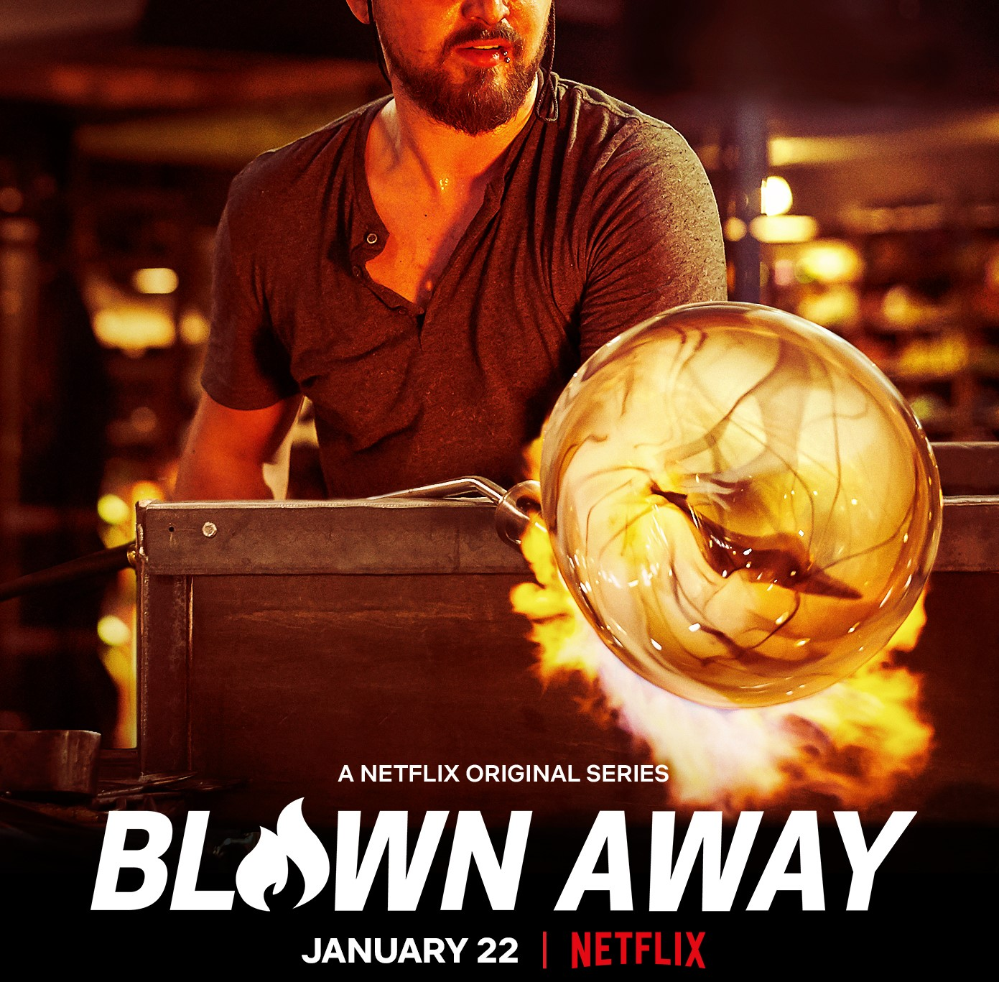 A NETFLIX ORIGINAL SERIES
BLOWN AWAY
JANUARY 22 | NETFLIX